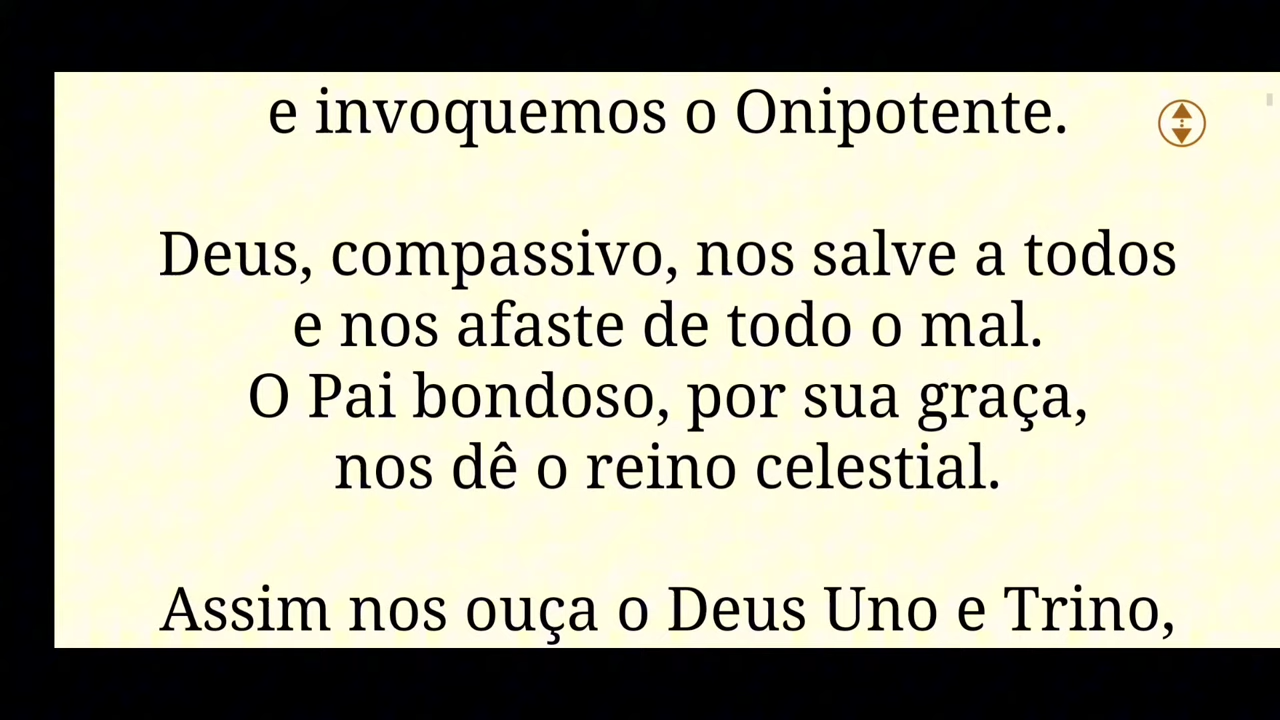 e invoquemos o Onipotente.
Deus, compassivo, nos salve a todos
e nos afaste de todo o mal.
O Pai bondoso, por sua graça,
nos dê o reino celestial.
Assim nos ouça o Deus Uno e Trino,